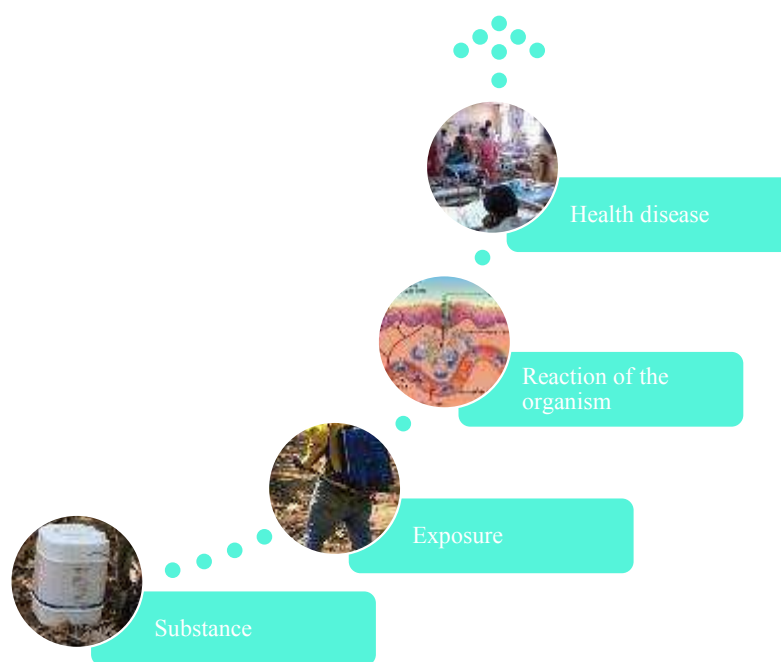 Health disease
Reaction of the
organism
Exposure
Substance